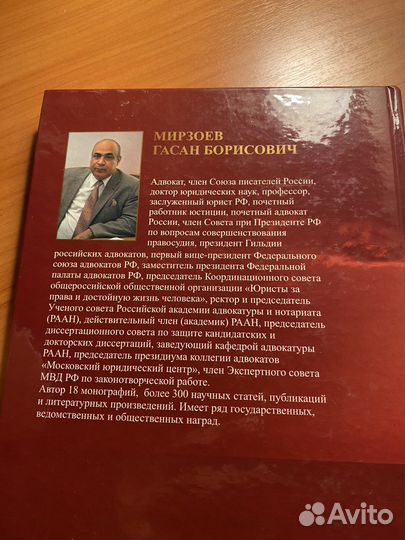 МИРЗОЕВ
ГАСАН БОРИСОВИЧ
Адвокат, член Союза писателей России,
доктор юридических наук, профессор,
заслуженный юрист РФ, почетный
работник юстиции, почетный адвокат
России, член Совета при Президенте РФ
по вопросам совершенствования
правосудия, президент Гильдии
российских адвокатов, первый вице-президент Федерального
союза адвокатов РФ, заместитель президента Федеральной
палаты адвокатов РФ, председатель Координационного совета
общероссийской общественной организации «Юристы за
права и достойную жизнь человека», ректор и председатель
Ученого совета Российской академии адвокатуры и нотариата
(РААН), действительный член (академик) РААН, председатель
диссертационного совета по защите кандидатских и
докторских диссертаций, заведующий кафедрой адвокатуры
РААН, председатель президиума коллегии адвокатов
«Московский юридический центр», член Экспертного совета
МВД РФ по законотворческой работе.
Автор 18 монографий, более 300 научных статей, публикаций
и литературных произведений. Имеет ряд государственных,
ведомственных и общественных наград.
Avito